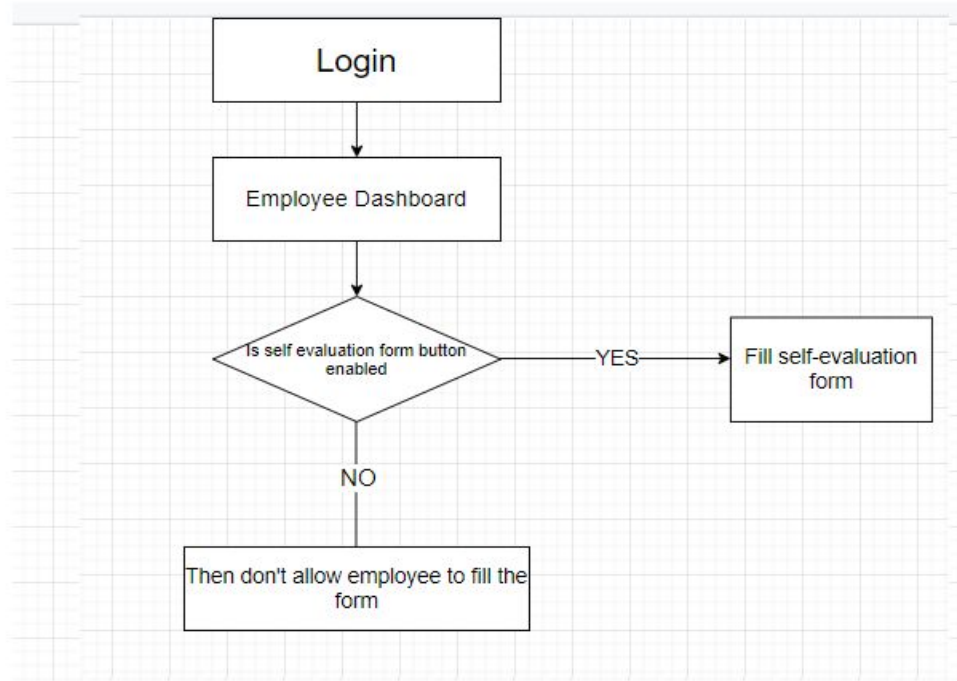 Login
Employee Dashboard
Is self evaluation form button
enabled
YES
Fill self-evaluation
form
NO
Then don't allow employee to fill the
form